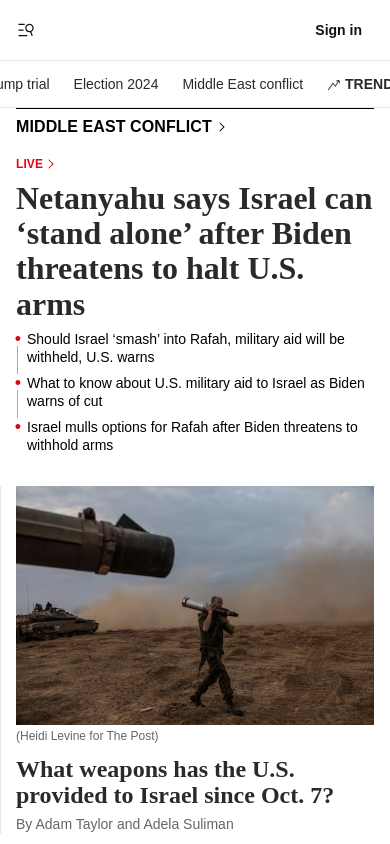 Sign in
ump trial Election 2024 Middle East conflict TREND
MIDDLE EAST CONFLICT
LIVE
Netanyahu says Israel can
‘stand alone’ after Biden
threatens to halt U.S.
arms
Should Israel ‘smash’ into Rafah, military aid will be
withheld, U.S. warns
What to know about U.S. military aid to Israel as Biden
warns of cut
Israel mulls options for Rafah after Biden threatens to
withhold arms
(Heidi Levine for The Post)
What weapons has the U.S.
provided to Israel since Oct. 7?
By Adam Taylor and Adela Suliman